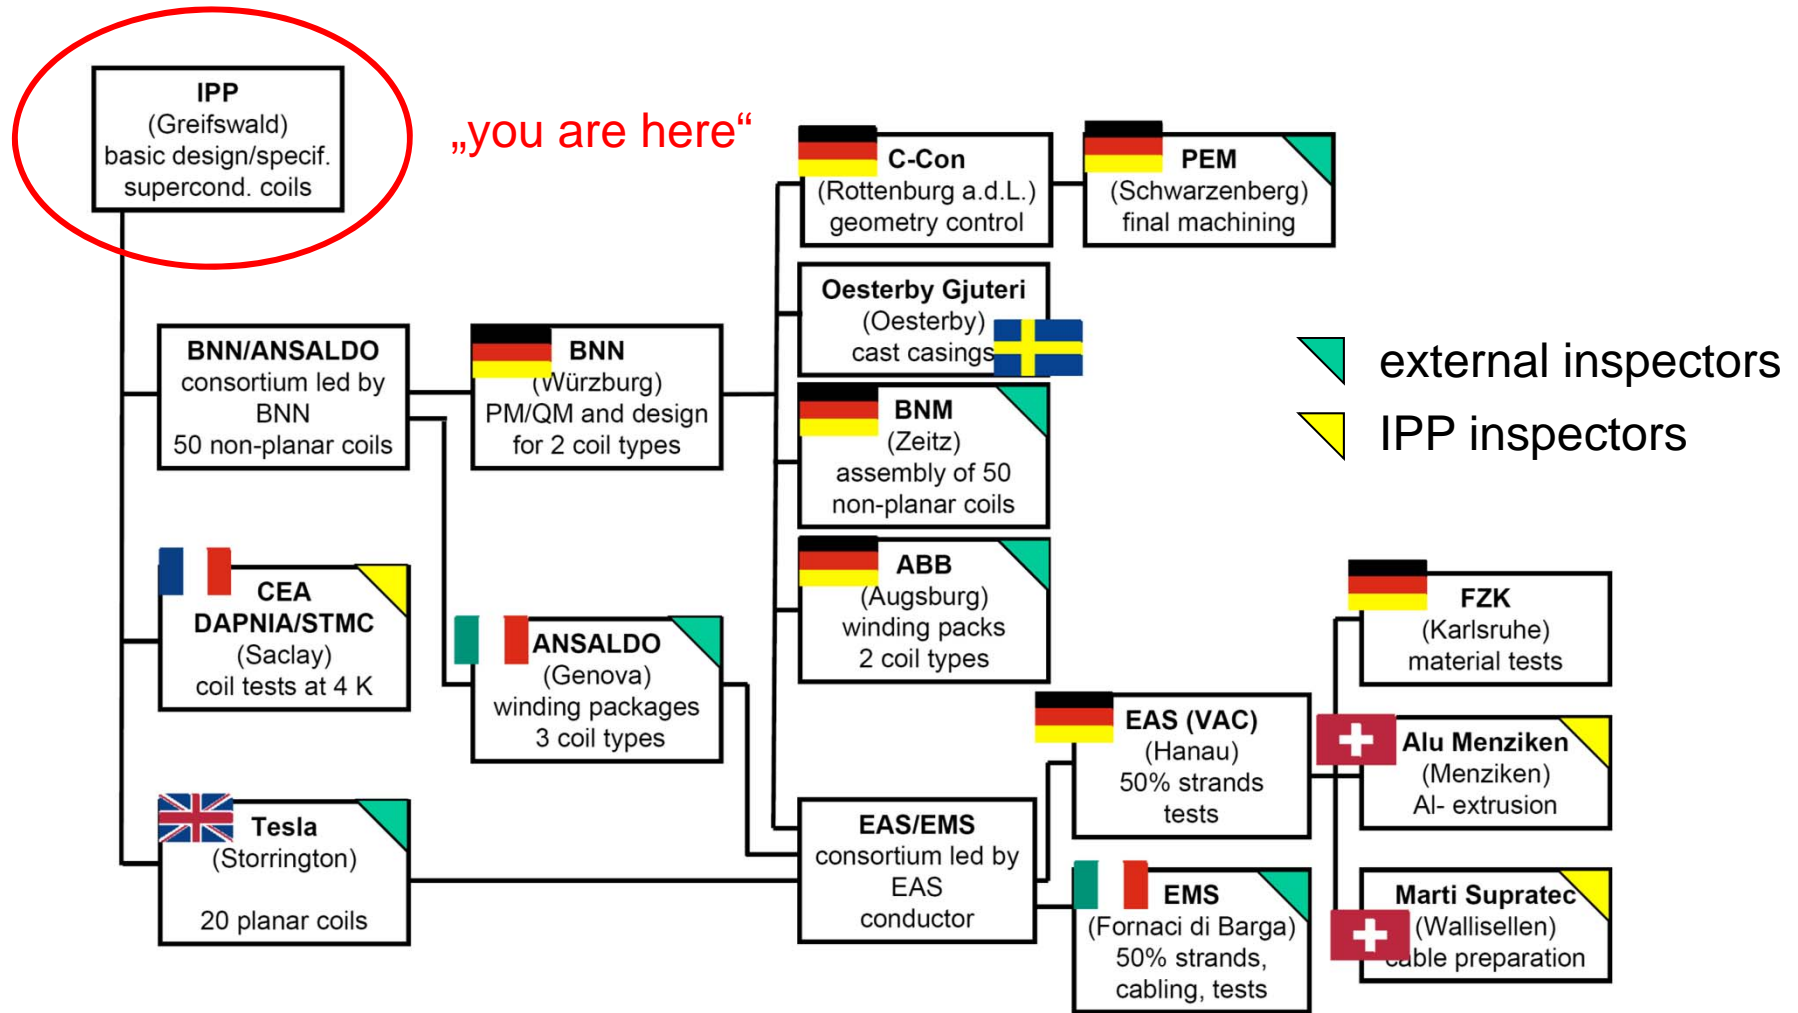 IPP
(Greifswald)
basic design/specif.
supercond. coils
„you are here“
C-Con
(Rottenburg a.d.L.)
geometry control
PEM
(Schwarzenberg)
final machining
Oesterby Gjuteri
(Oesterby)
cast casings
BNN/ANSALDO
consortium led by
BNN
50 non-planar coils
BNN
(Würzburg)
PM/QM and design
for 2 coil types
external inspectors
IPP inspectors
BNM
(Zeitz)
assembly of 50
non-planar coils
CEA
DAPNIA/STMC
(Saclay)
coil tests at 4 K
ANSALDO
(Genova)
winding packages
3 coil types
ABB
(Augsburg)
winding packs
2 coil types
FZK
(Karlsruhe)
material tests
EAS (VAC)
(Hanau)
50% strands
tests
Alu Menziken
(Menziken)
Al- extrusion
Tesla
(Storrington)
20 planar coils
EAS/EMS
consortium led by
EAS
conductor
EMS
(Fornaci di Barga)
50% strands,
cabling, tests
Marti Supratec
(Wallisellen)
cable preparation